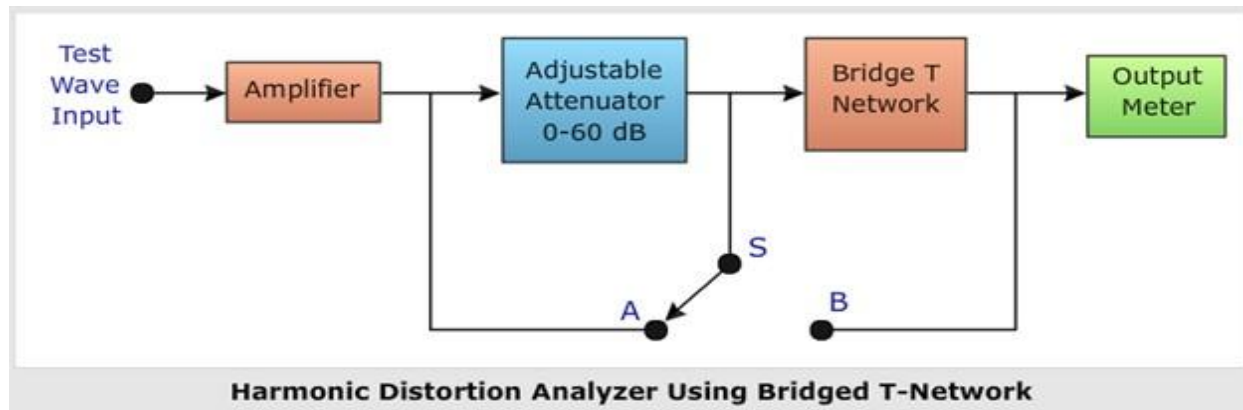 Test
Wave
Input
Amplifier
Adjustable
Attenuator
0-60 dB
Bridge T
Network
Output
Meter
S
A
B
Harmonic Distortion Analyzer Using Bridged T-Network